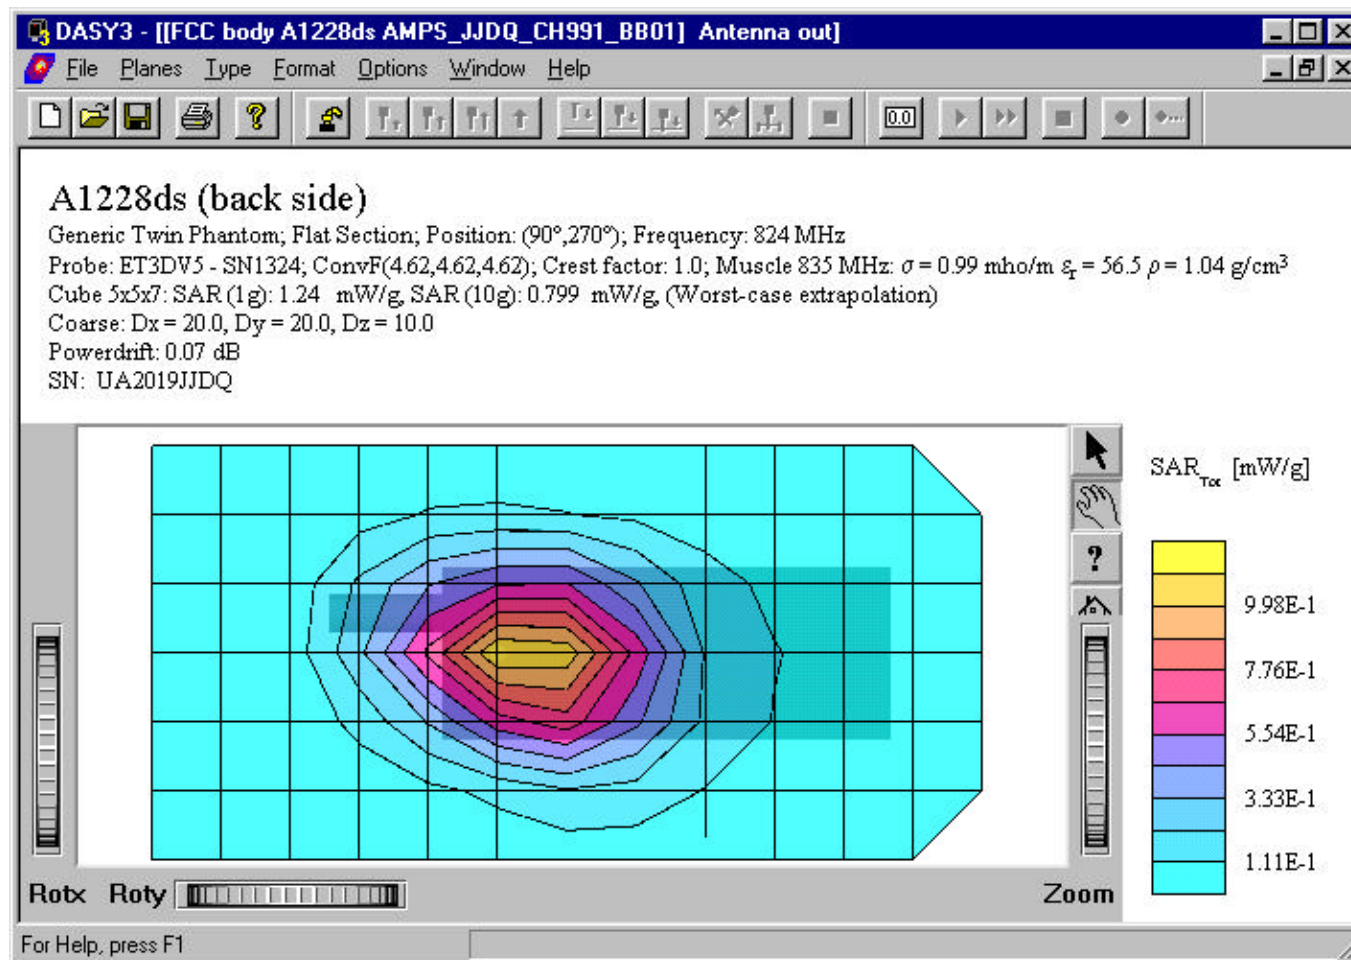 DASY3 - [[FCC body A1228ds AMPS_JJDQ_CH991_BB01] Antenna out]
File Planes Type Format Options Window Help
0.0
A1228ds (back side)
Generic Twin Phantom; Flat Section; Position: (90°,270°); Frequency: 824 MHz
Probe: ET3DV5 - SN1324; ConvF(4.62,4.62,4.62); Crest factor: 1.0; Muscle 835 MHz: σ = 0.99 mho/m εr = 56.5 ρ = 1.04 g/cm³
Cube 5x5x7: SAR (1g): 1.24 mW/g, SAR (10g): 0.799 mW/g, (Worst-case extrapolation)
Coarse: Dx = 20.0, Dy = 20.0, Dz = 10.0
Powerdrift: 0.07 dB
SN: UA2019JJDQ
SAR Tot [mW/g]
9.98E-1
7.76E-1
5.54E-1
3.33E-1
1.11E-1
Rotx Roty Zoom
For Help, press F1